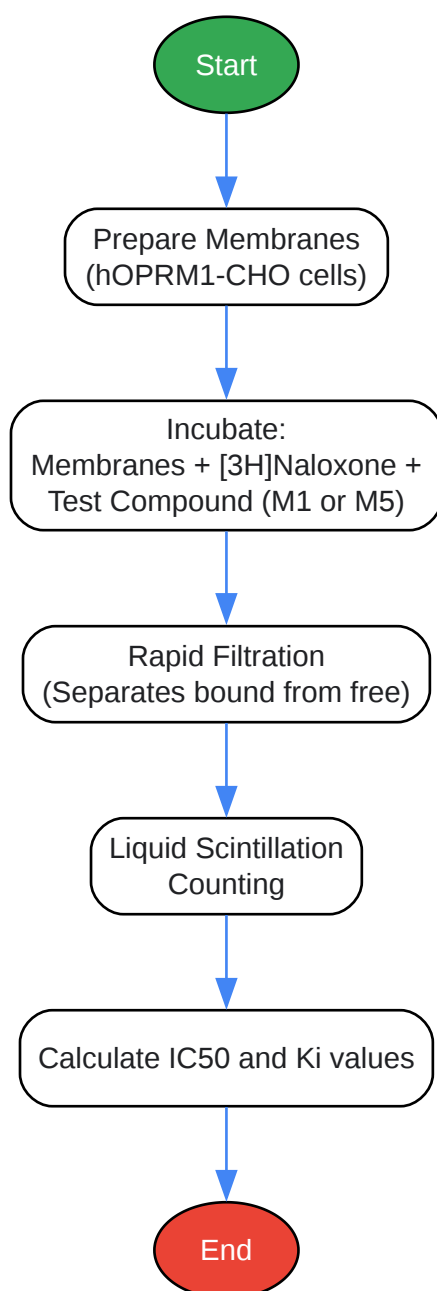 Start
Prepare Membranes
(hOPRM1-CHO cells)
Incubate:
Membranes + [3H]Naloxone +
Test Compound (M1 or M5)
Rapid Filtration
(Separates bound from free)
Liquid Scintillation
Counting
Calculate IC50 and Ki values
End